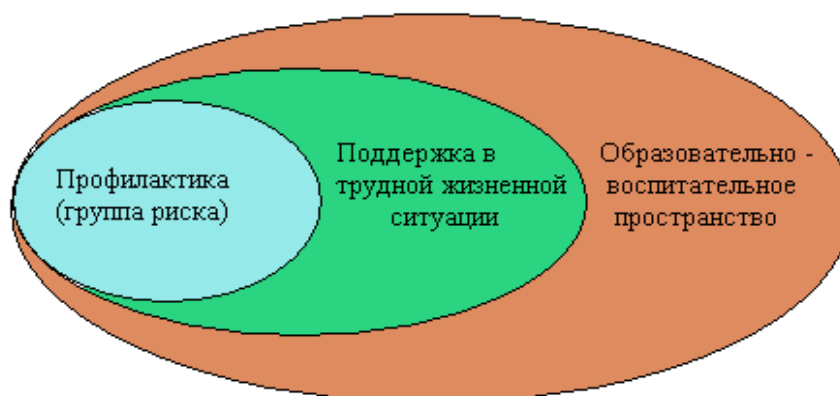 Профилактика
(группа риска)
Поддержка в
трудной жизненной
ситуации
Образовательно -
воспитательное
пространство